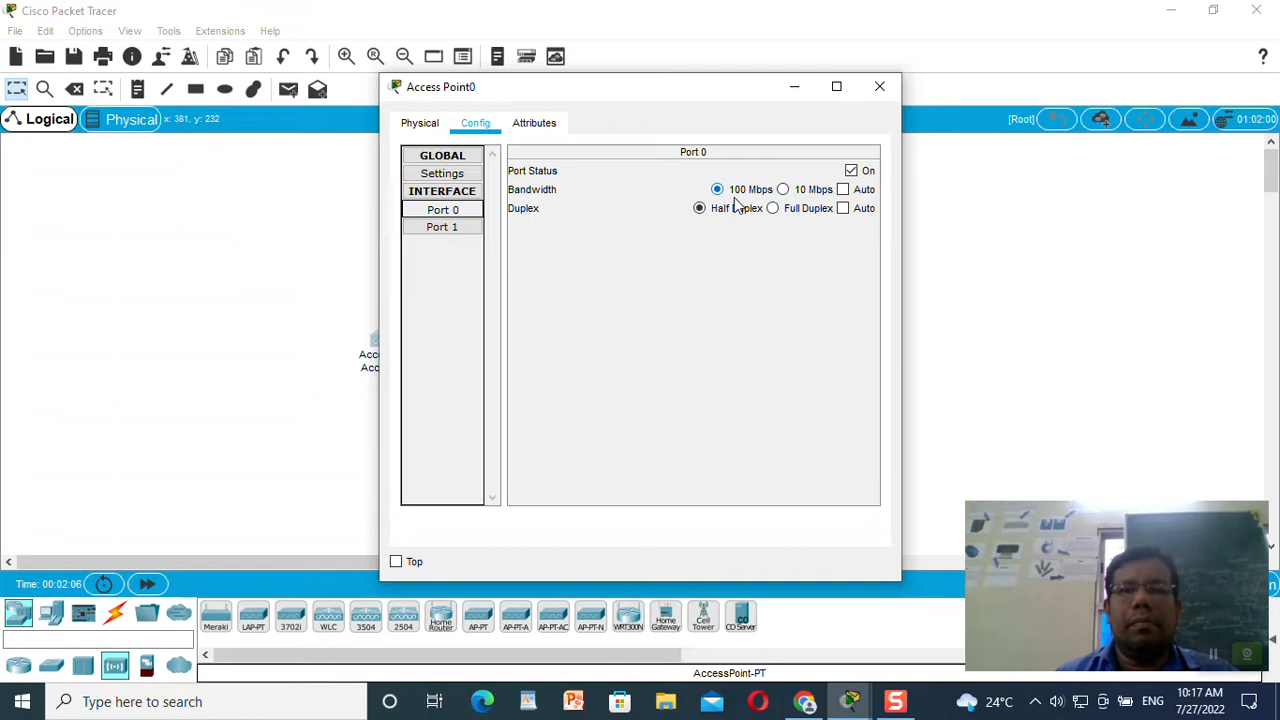 Cisco Packet Tracer
File Edit Options View Tools Extensions Help
Logical Physical x: 381, y: 232 [Root] 01:02:00
Access Point0
Physical Config Attributes
GLOBAL
Settings
INTERFACE
Port 0
Port 1
Port 0
Port Status On
Bandwidth 100 Mbps 10 Mbps Auto
Duplex Half Duplex Full Duplex Auto
Acce
Acc
Top
Time: 00:02:06
Meraki LAP-PT 3702i WLC 3504 2504 Home Router AP-PT AP-PT-A AP-PT-AC AP-PT-N WRT300N Home Gateway Cell Tower CO Server
AccessPoint-PT
Type here to search
24°C ENG 10:17 AM
7/27/2022